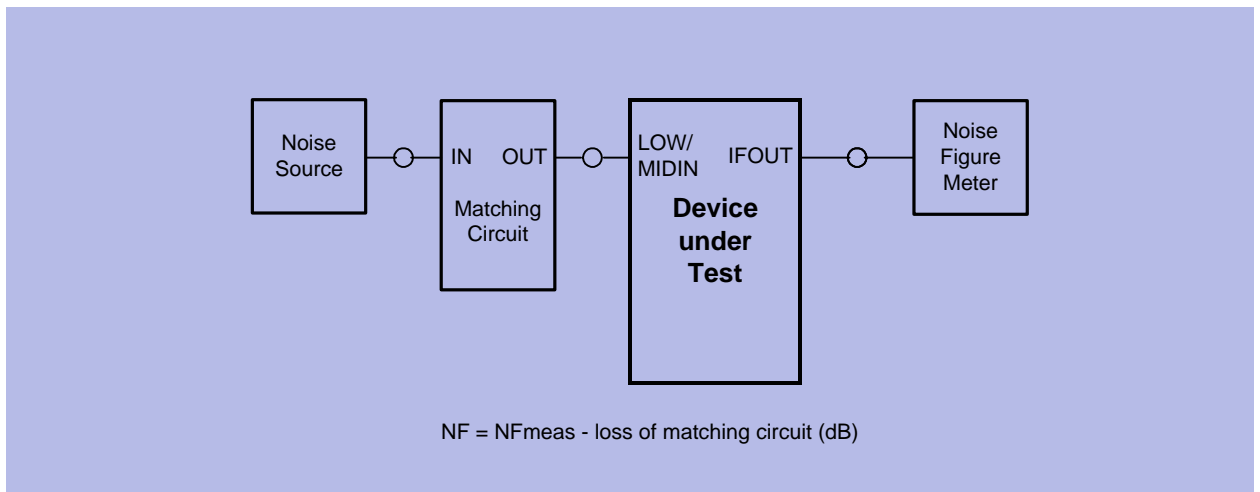 Noise
Source
IN
OUT
Matching
Circuit
LOW/
MIDIN
IFOUT
Device
under
Test
Noise
Figure
Meter
NF = NFmeas - loss of matching circuit (dB)